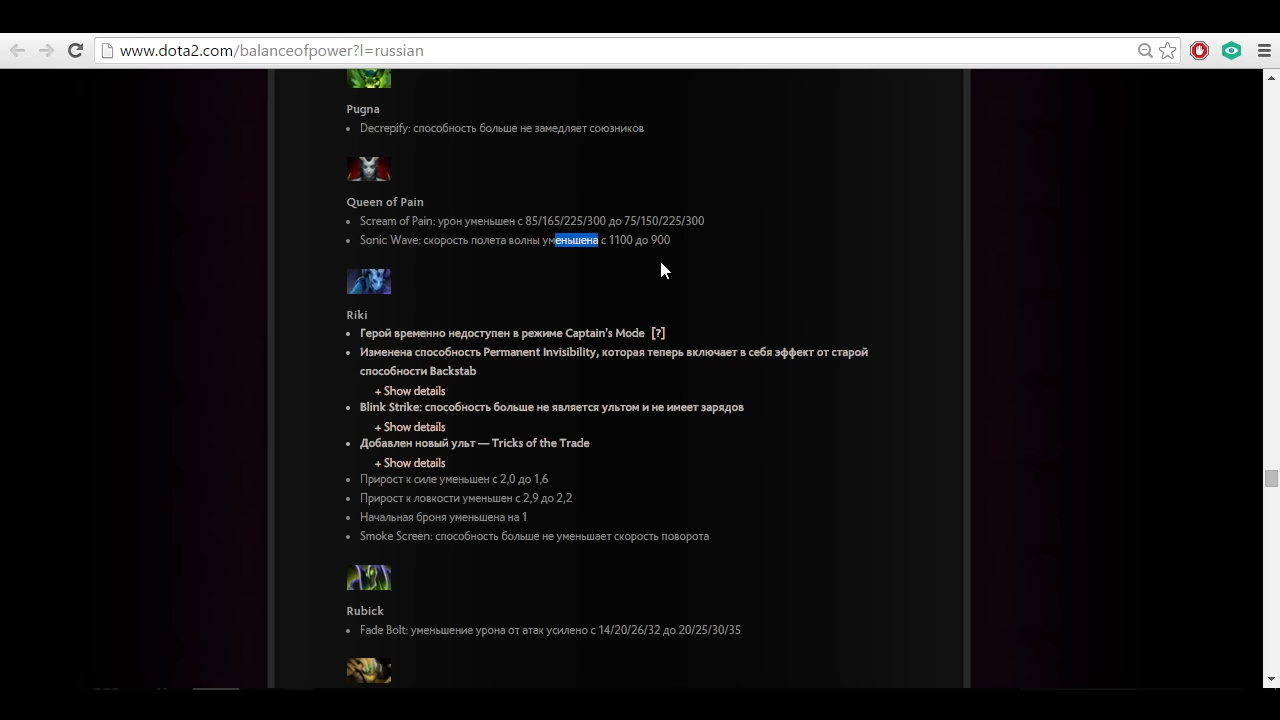 www.dota2.com/balanceofpower?l=russian
Pugna
• Decrepify: способность больше не замедляет союзников
Queen of Pain
• Scream of Pain: урон уменьшен с 85/165/225/300 до 75/150/225/300
• Sonic Wave: скорость полета волны уменьшена с 1100 до 900
Riki
• Герой временно недоступен в режиме Captain's Mode [?]
• Изменена способность Permanent Invisibility, которая теперь включает в себя эффект от старой
способности Backstab
+ Show details
• Blink Strike: способность больше не является ультом и не имеет зарядов
+ Show details
• Добавлен новый ульт — Tricks of the Trade
+ Show details
• Прирост к силе уменьшен с 2,0 до 1,6
• Прирост к ловкости уменьшен с 2,9 до 2,2
• Начальная броня уменьшена на 1
• Smoke Screen: способность больше не уменьшает скорость поворота
Rubick
• Fade Bolt: уменьшение урона от атак усилено с 14/20/26/32 до 20/25/30/35